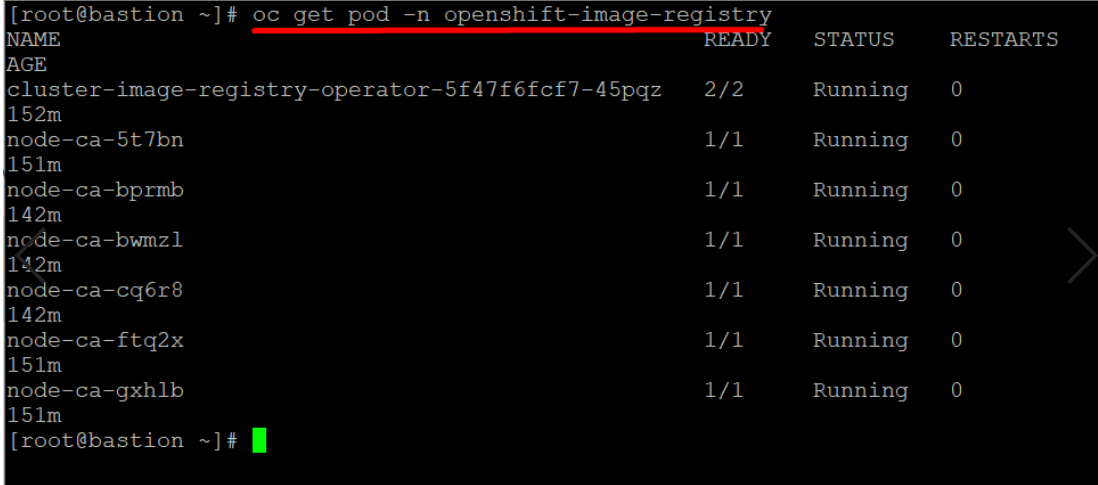 [root@bastion ~]# oc get pod -n openshift-image-registry
NAME READY STATUS RESTARTS
AGE
cluster-image-registry-operator-5f47f6fcf7-45pqz 2/2 Running 0
152m
node-ca-5t7bn 1/1 Running 0
151m
node-ca-bprmb 1/1 Running 0
142m
node-ca-bwmzl 1/1 Running 0
142m
node-ca-cq6r8 1/1 Running 0
142m
node-ca-ftq2x 1/1 Running 0
151m
node-ca-gxhlb 1/1 Running 0
151m
[root@bastion ~]#